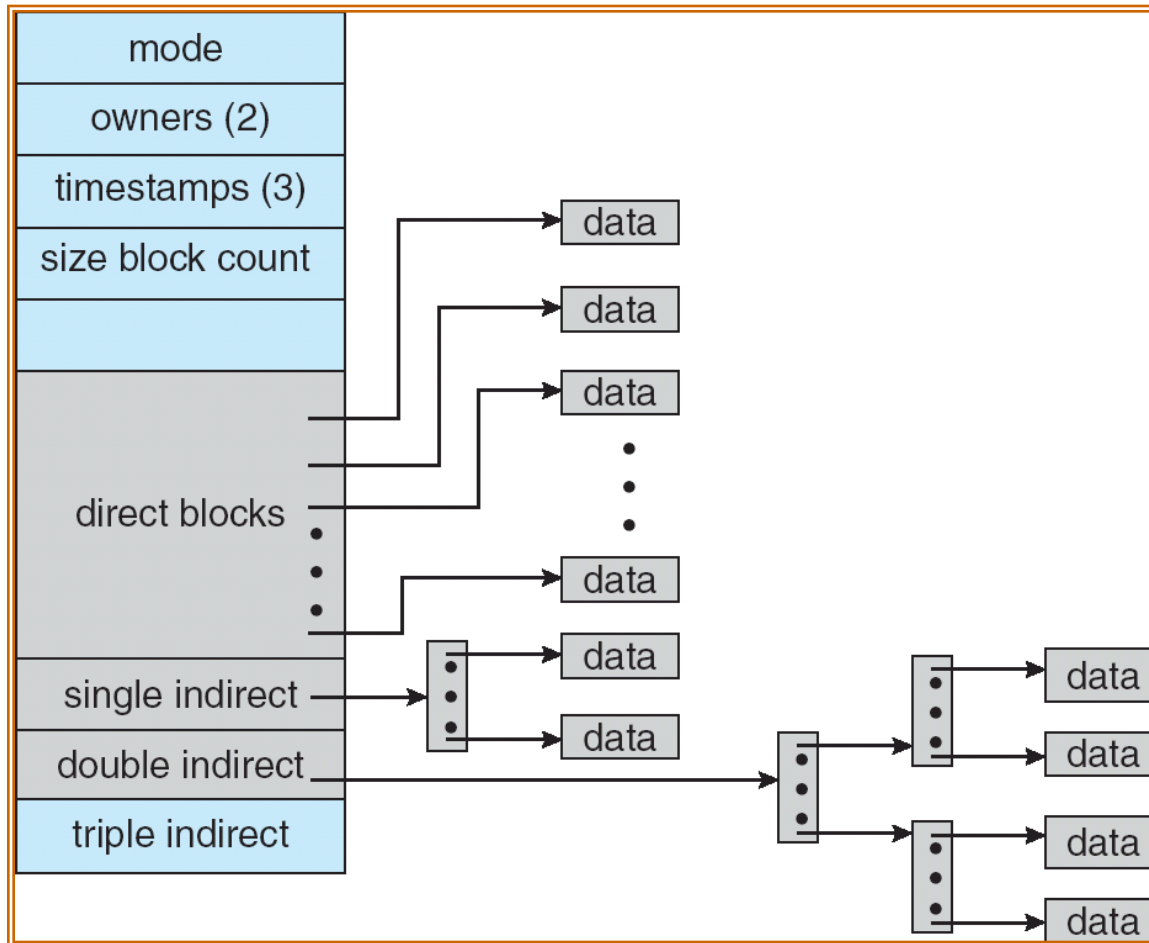 mode
owners (2)
timestamps (3)
size block count
direct blocks
single indirect
double indirect
triple indirect
data
data
data
data
data
data
data
data
data
data